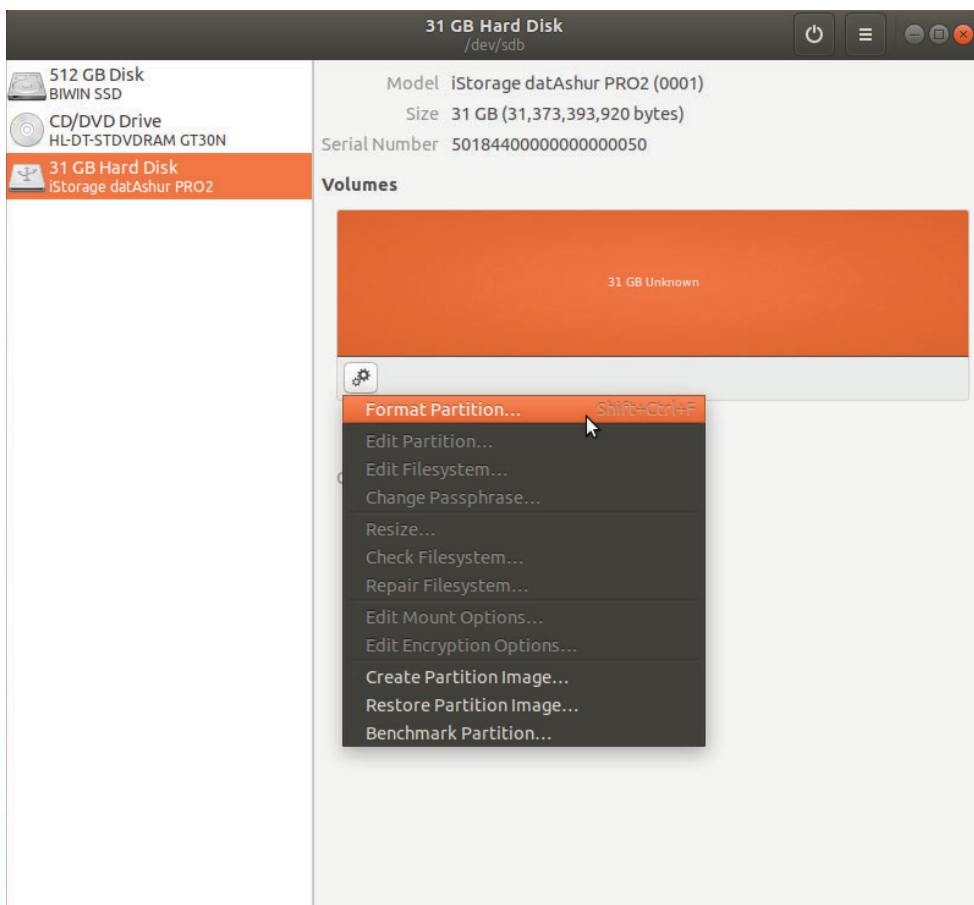 31 GB Hard Disk
/dev/sdb
512 GB Disk
BIWIN SSD
CD/DVD Drive
HL-DT-STDVDRAM GT30N
31 GB Hard Disk
iStorage datAshur PRO2
Model iStorage datAshur PRO2 (0001)
Size 31 GB (31,373,393,920 bytes)
Serial Number 50184400000000000050
Volumes
31 GB Unknown
Format Partition... Shift+Ctrl+F
Edit Partition...
Edit Filesystem...
Change Passphrase...
Resize...
Check Filesystem...
Repair Filesystem...
Edit Mount Options...
Edit Encryption Options...
Create Partition Image...
Restore Partition Image...
Benchmark Partition...